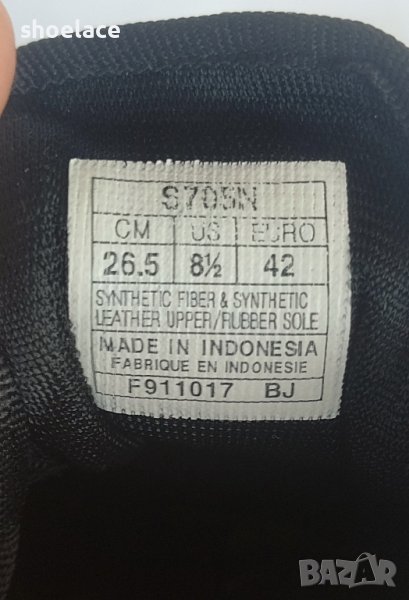 shoelace
S705N
CM US EURO
26.5 8½ 42
SYNTHETIC FIBER & SYNTHETIC
LEATHER UPPER/RUBBER SOLE
MADE IN INDONESIA
FABRIQUE EN INDONESIE
F911017 BJ
BAZAR